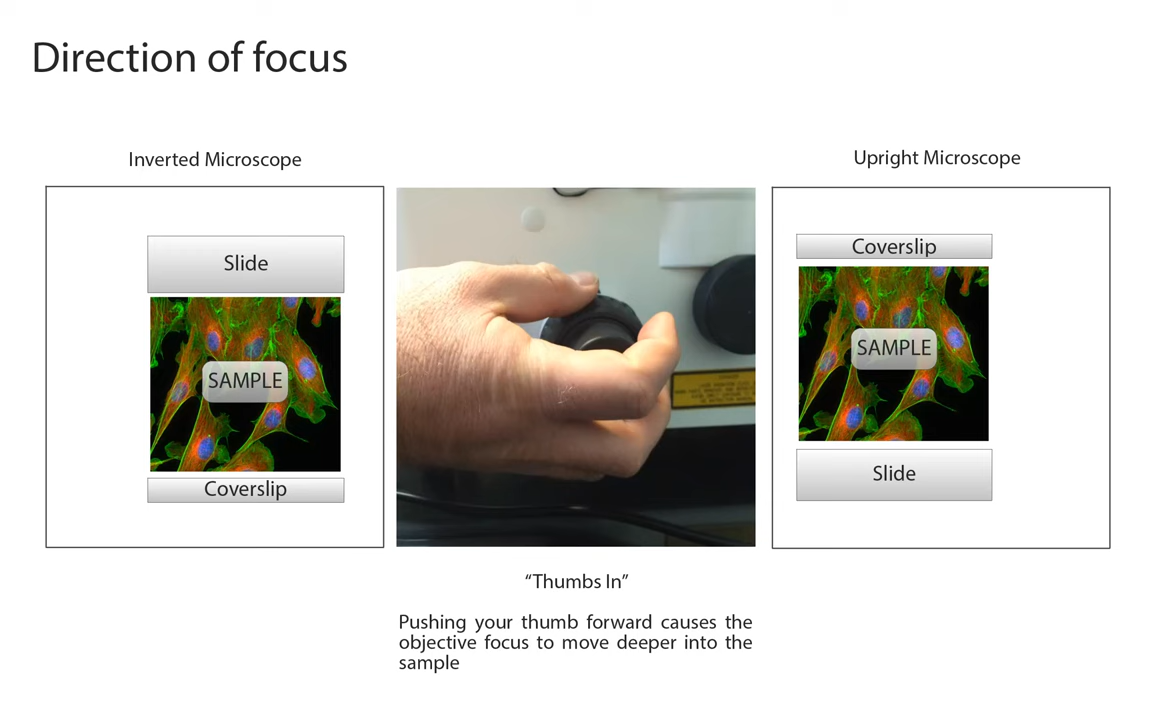 Direction of focus
Inverted Microscope
Upright Microscope
Slide
SAMPLE
Coverslip
Coverslip
SAMPLE
Slide
“Thumbs In”
Pushing your thumb forward causes the
objective focus to move deeper into the
sample